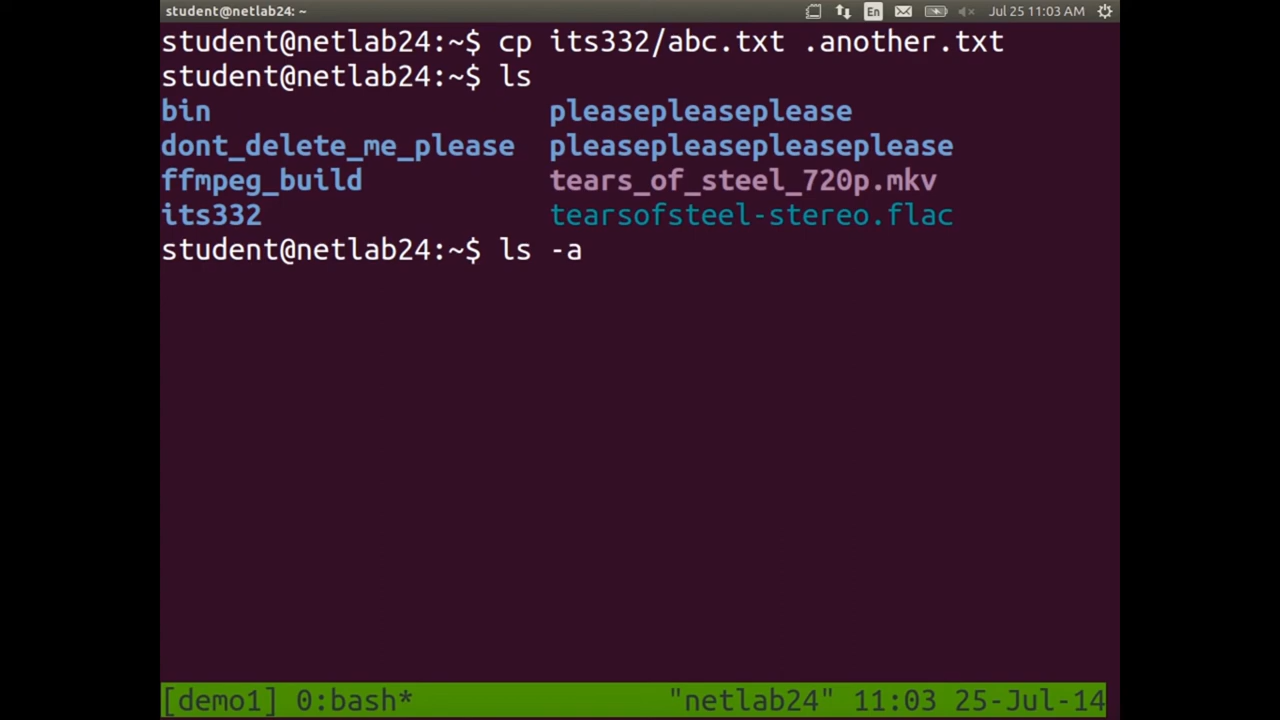 student@netlab24: ~ En Jul 25 11:03 AM
student@netlab24:~$ cp its332/abc.txt .another.txt
student@netlab24:~$ ls
bin pleasepleaseplease
dont_delete_me_please pleasepleasepleaseplease
ffmpeg_build tears_of_steel_720p.mkv
its332 tearsofsteel-stereo.flac
student@netlab24:~$ ls -a
[demo1] 0:bash* "netlab24" 11:03 25-Jul-14